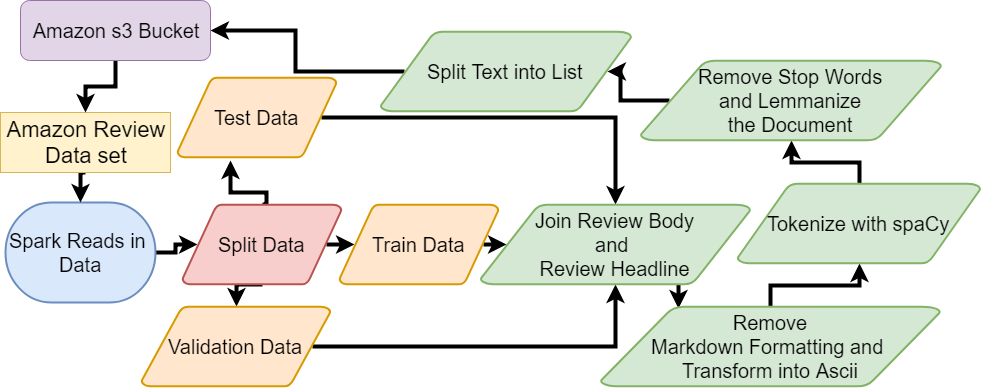 Amazon s3 Bucket
Amazon Review
Data set
Spark Reads in
Data
Split Data
Test Data
Train Data
Validation Data
Join Review Body
and
Review Headline
Remove
Markdown Formatting and
Transform into Ascii
Tokenize with spaCy
Remove Stop Words
and Lemmanize
the Document
Split Text into List